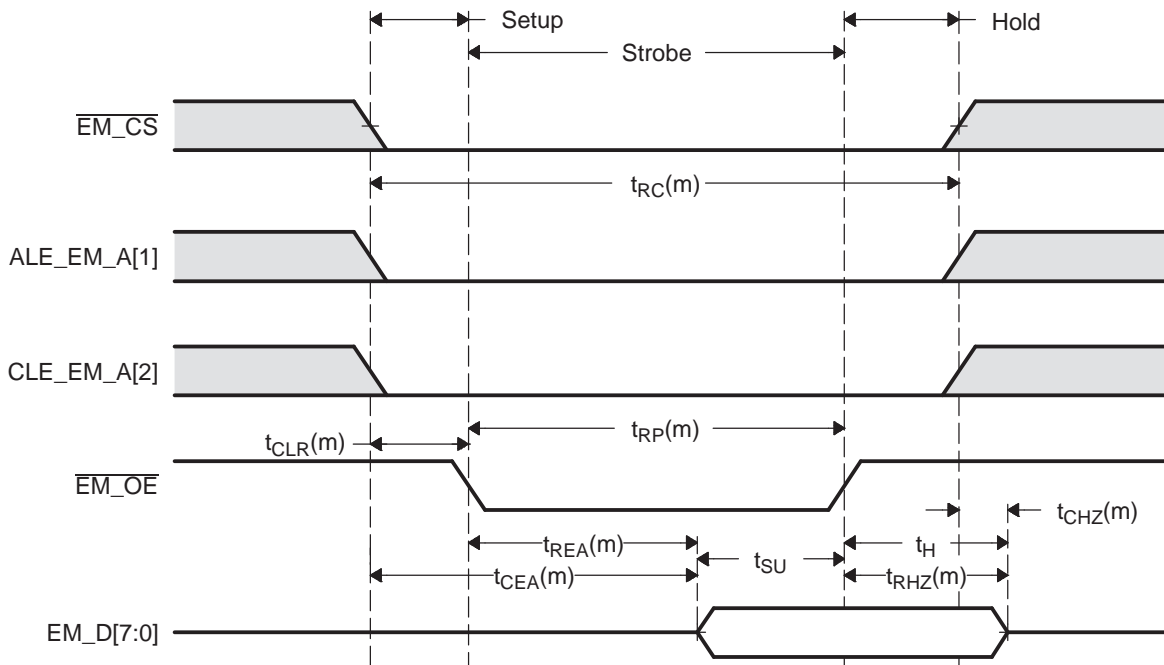 Setup
Hold
Strobe
EM_CS
tRC(m)
ALE_EM_A[1]
CLE_EM_A[2]
tCLR(m)
tRP(m)
EM_OE
tCHZ(m)
tREA(m)
tH
tSU
tCEA(m)
tRHZ(m)
EM_D[7:0]